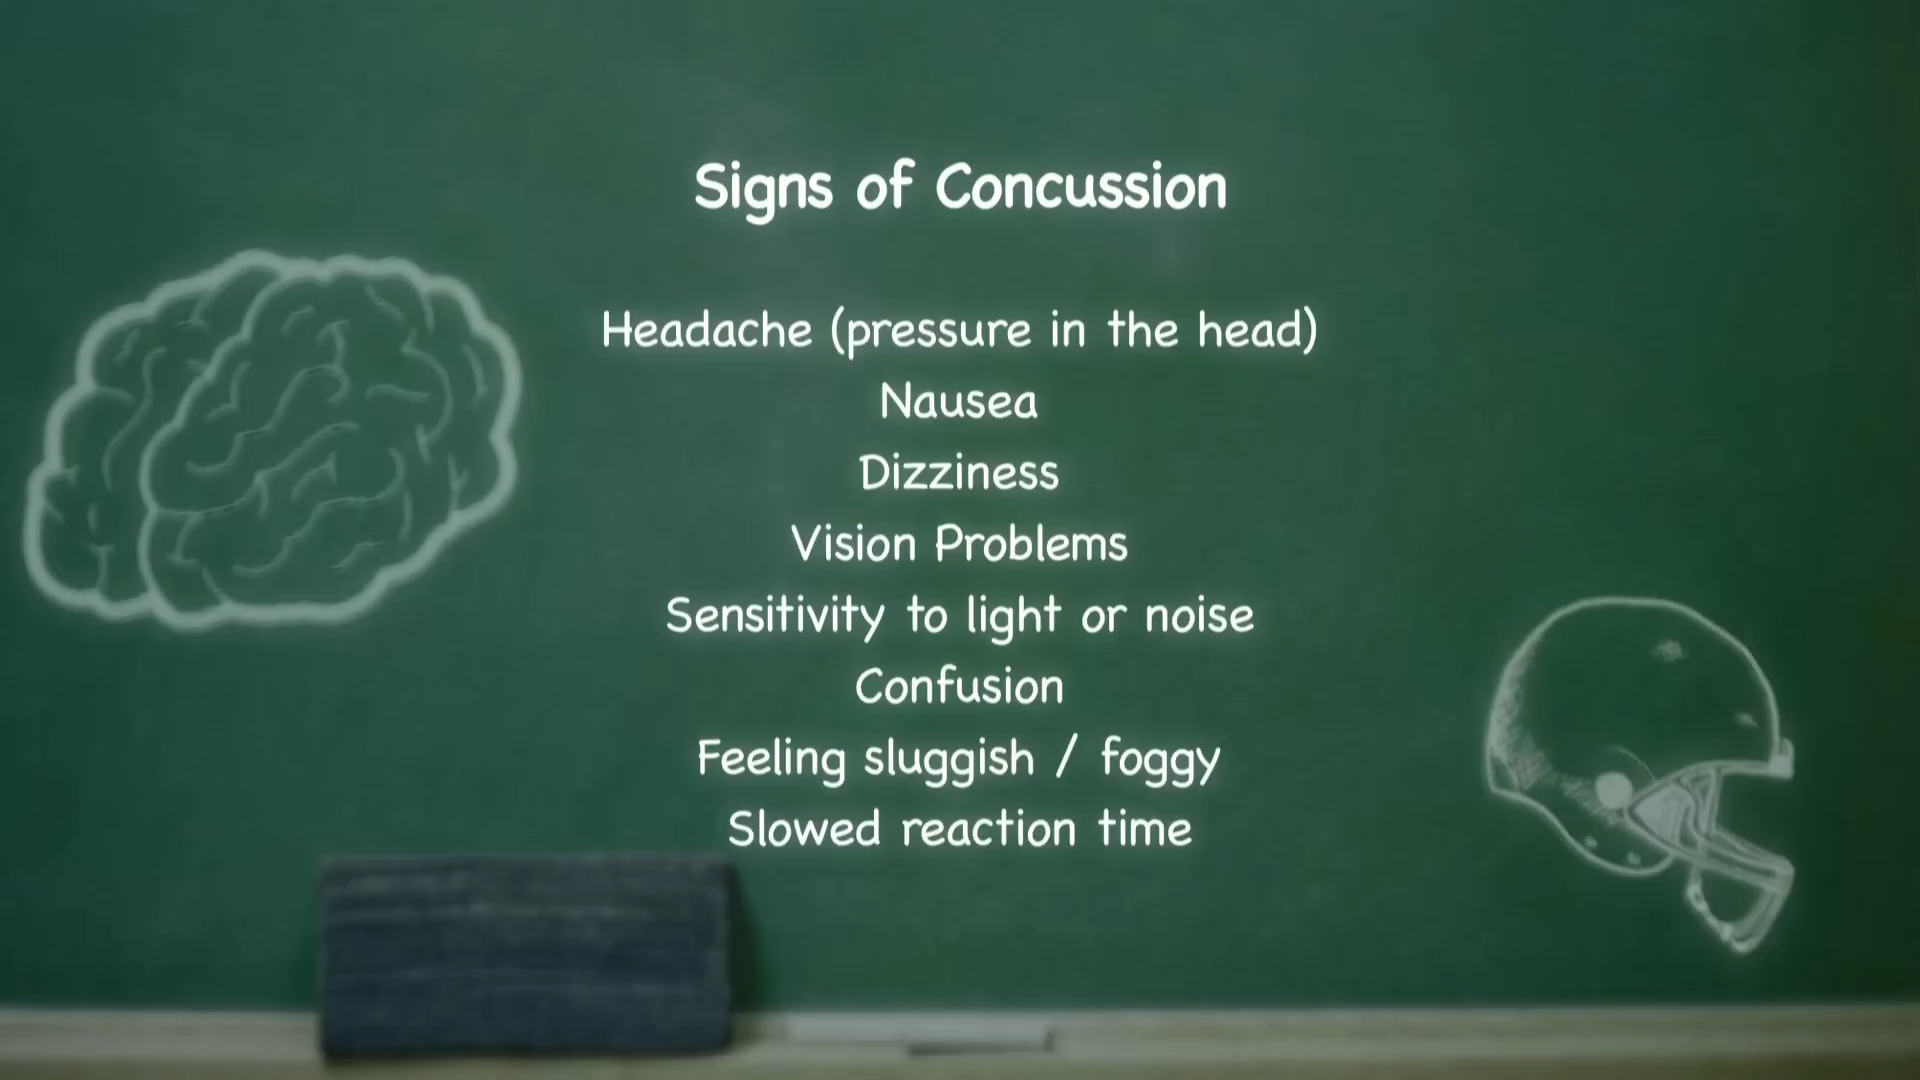 Signs of Concussion
Headache (pressure in the head)
Nausea
Dizziness
Vision Problems
Sensitivity to light or noise
Confusion
Feeling sluggish / foggy
Slowed reaction time